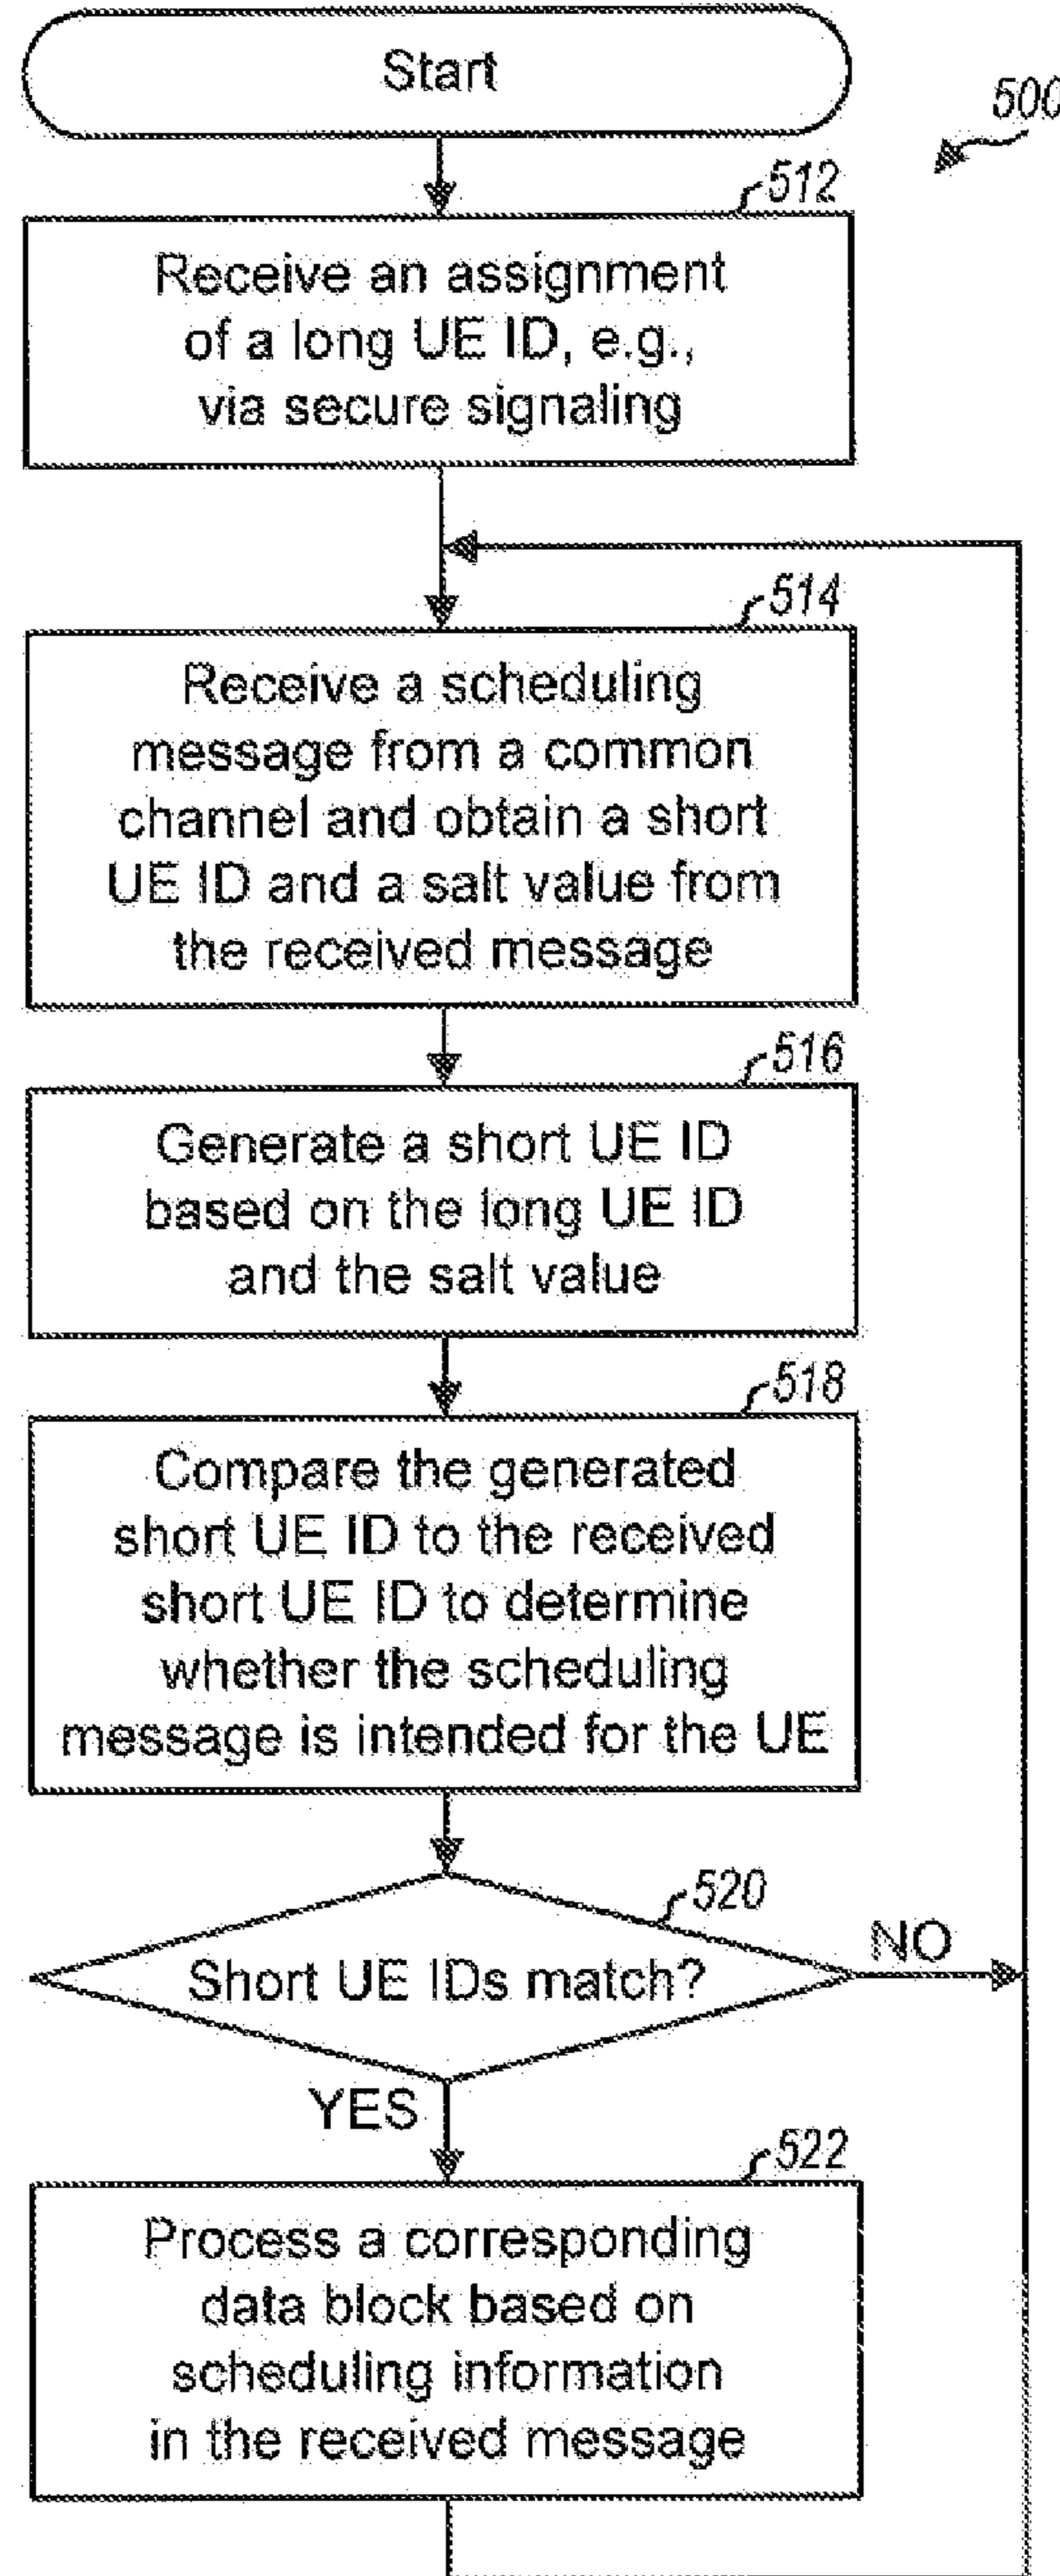 Start
500
512
Receive an assignment
of a long UE ID, e.g.,
via secure signaling
514
Receive a scheduling
message from a common
channel and obtain a short
UE ID and a salt value from
the received message
516
Generate a short UE ID
based on the long UE ID
and the salt value
518
Compare the generated
short UE ID to the received
short UE ID to determine
whether the scheduling
message is intended for the UE
520
Short UE IDs match?
NO
YES
522
Process a corresponding
data block based on
scheduling information
in the received message